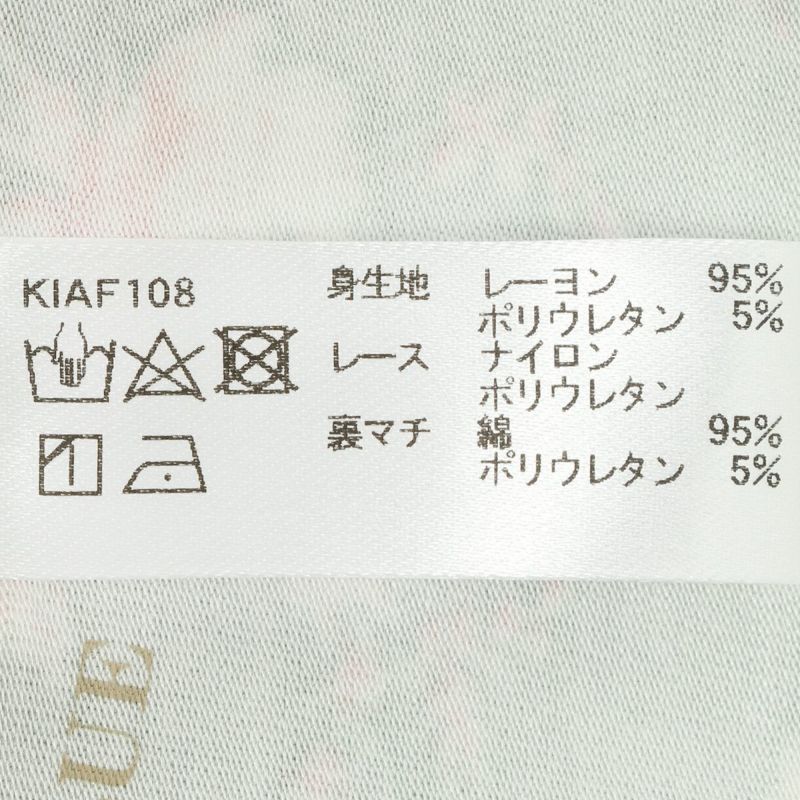 KIAF108
身生地 レーヨン 95%
ポリウレタン 5%
レース ナイロン
ポリウレタン
裏マチ 綿 95%
ポリウレタン 5%
UE